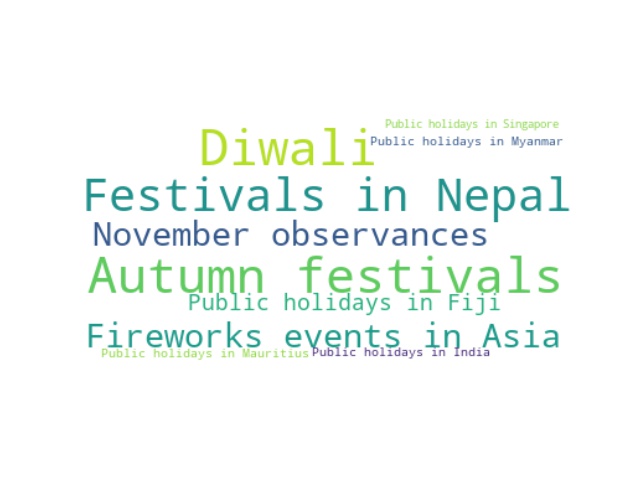 Public holidays in Singapore
Diwali
Public holidays in Myanmar
Festivals in Nepal
November observances
Autumn festivals
Public holidays in Fiji
Fireworks events in Asia
Public holidays in Mauritius
Public holidays in India